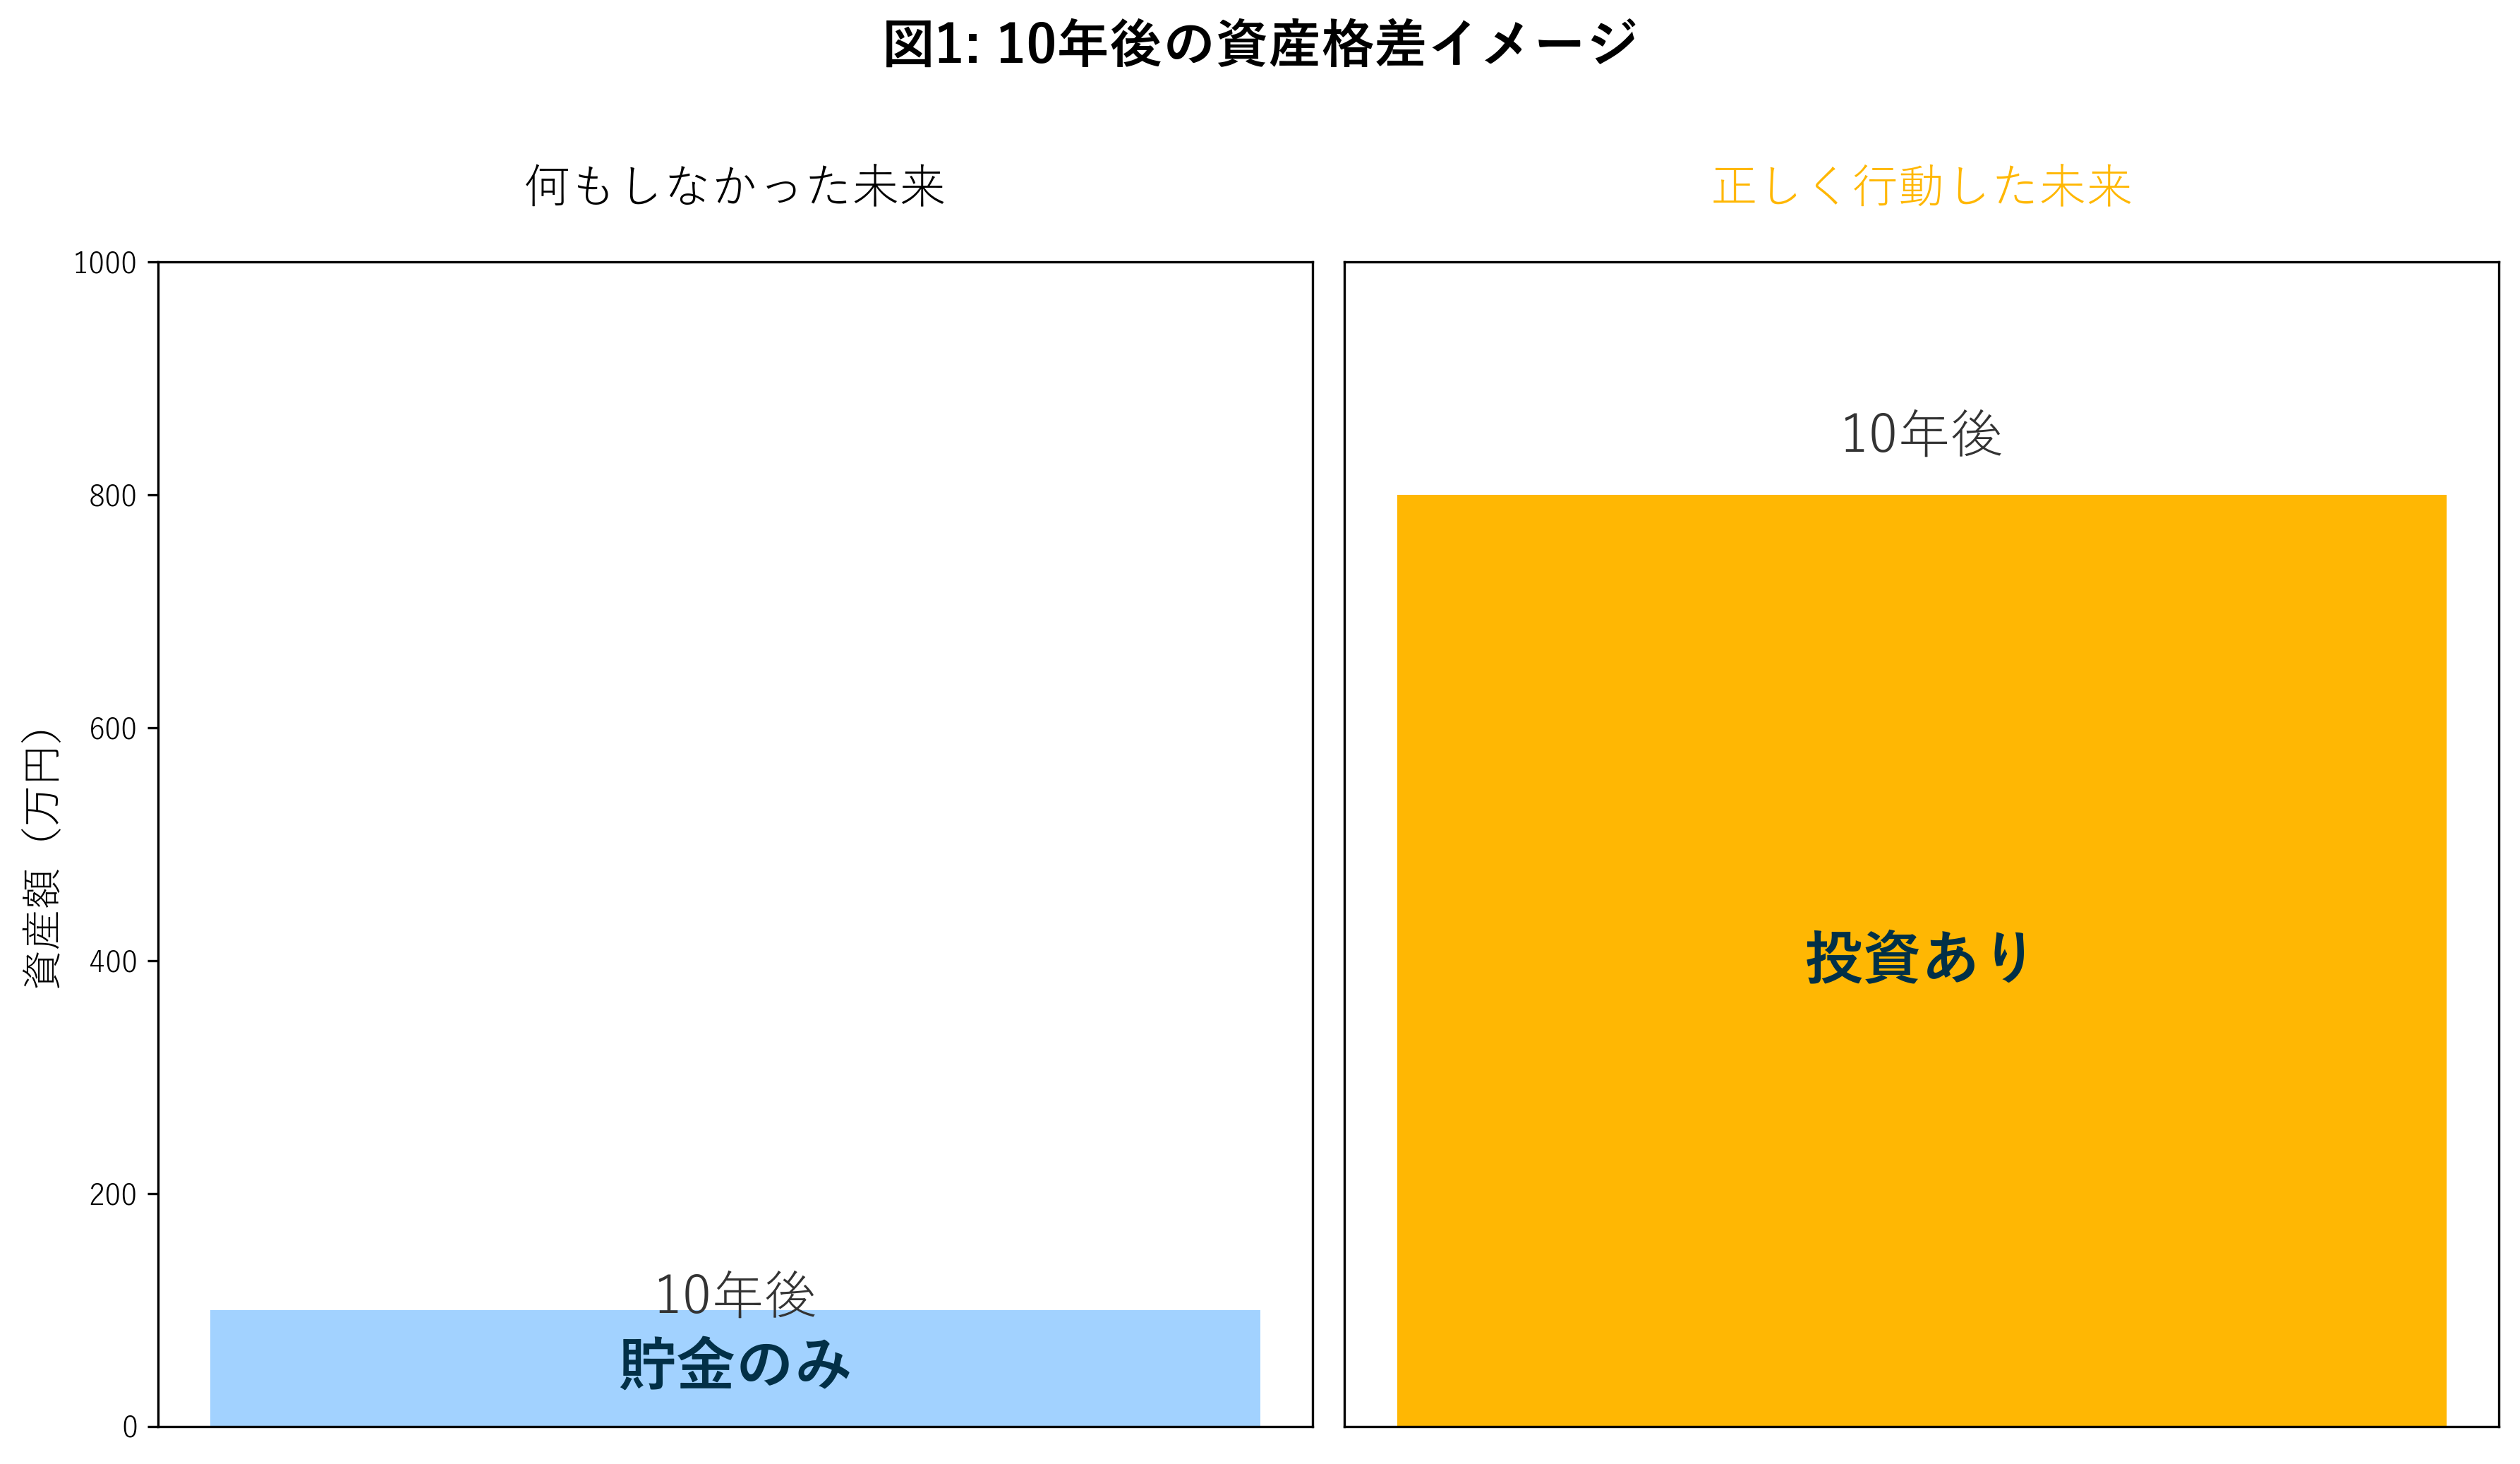 図1: 10年後の資産格差イメージ
何もしなかった未来
正しく行動した未来
資産額 (万円)
1000
800
600
400
200
0
10年後
貯金のみ
10年後
投資あり